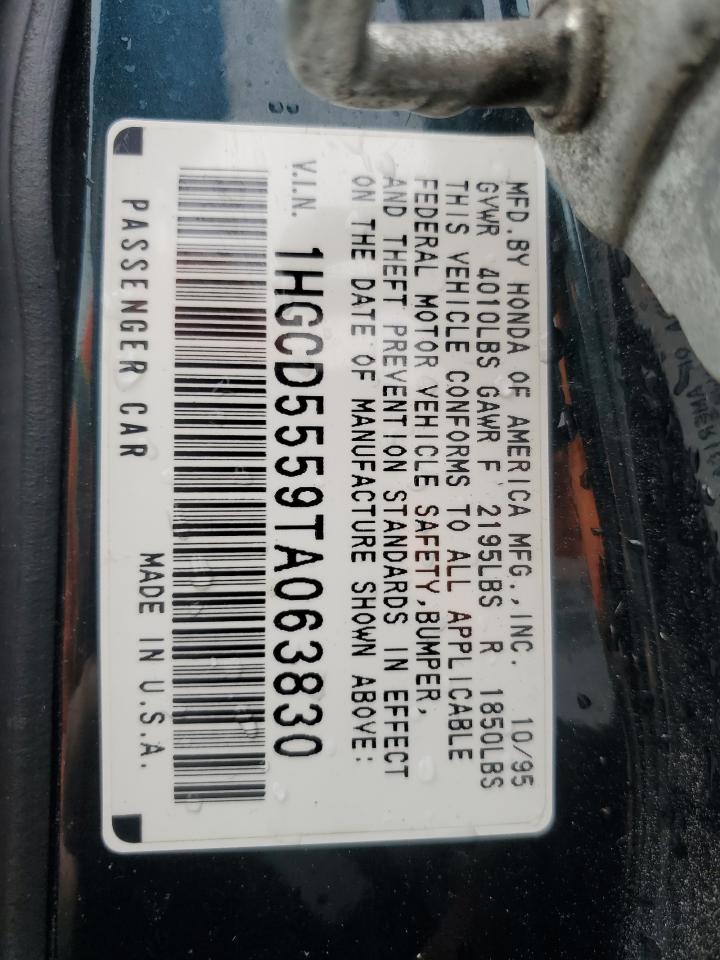 MFD. BY HONDA OF AMERICA MFG., INC. 10/95
GVWR 4010LBS GAWR F 2195LBS R 1850LBS
THIS VEHICLE CONFORMS TO ALL APPLICABLE
FEDERAL MOTOR VEHICLE SAFETY, BUMPER,
AND THEFT PREVENTION STANDARDS IN EFFECT
ON THE DATE OF MANUFACTURE SHOWN ABOVE:
V.I.N. 1HGCD5559TA063830
PASSENGER CAR MADE IN U.S.A.